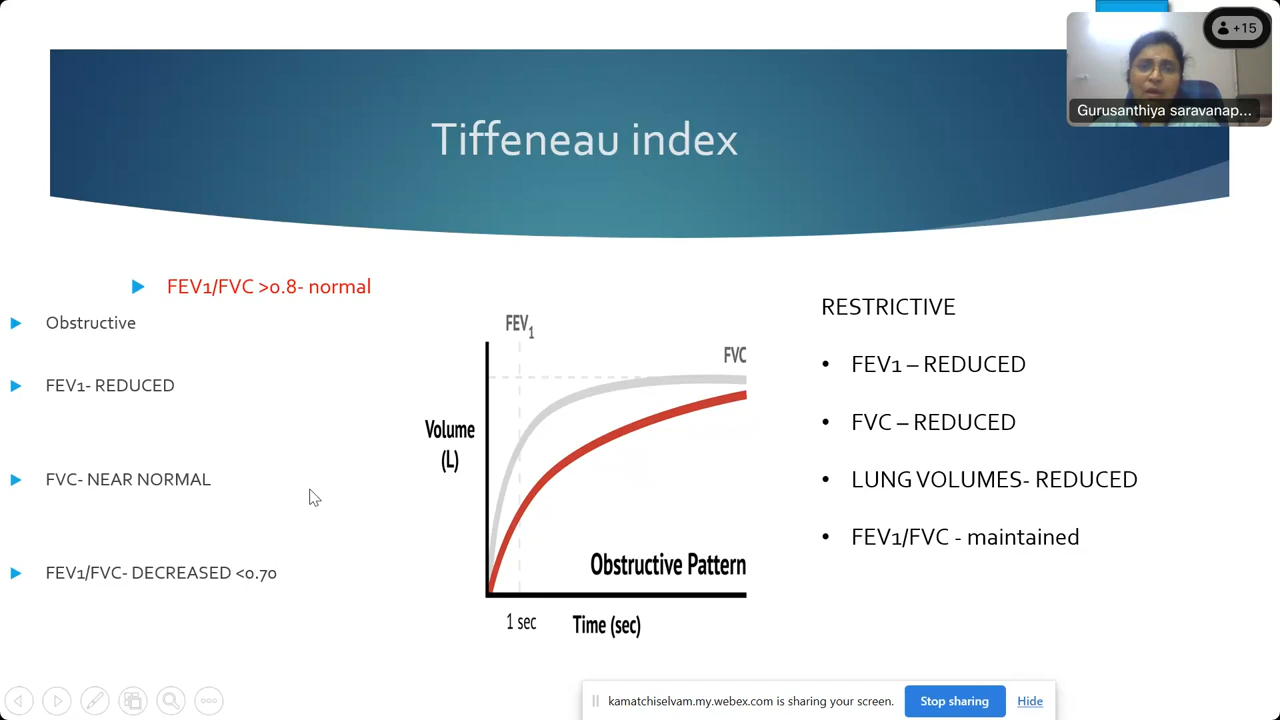 +15
Gurusanthiya saravanap...
Tiffeneau index
FEV1/FVC >0.8- normal
Obstructive
FEV1- REDUCED
FVC- NEAR NORMAL
FEV1/FVC- DECREASED <0.70
FEV1
FVC
Volume
(L)
Obstructive Pattern
1 sec
Time (sec)
RESTRICTIVE
• FEV1 – REDUCED
• FVC – REDUCED
• LUNG VOLUMES- REDUCED
• FEV1/FVC - maintained
kamatchiselvam.my.webex.com is sharing your screen.
Stop sharing
Hide